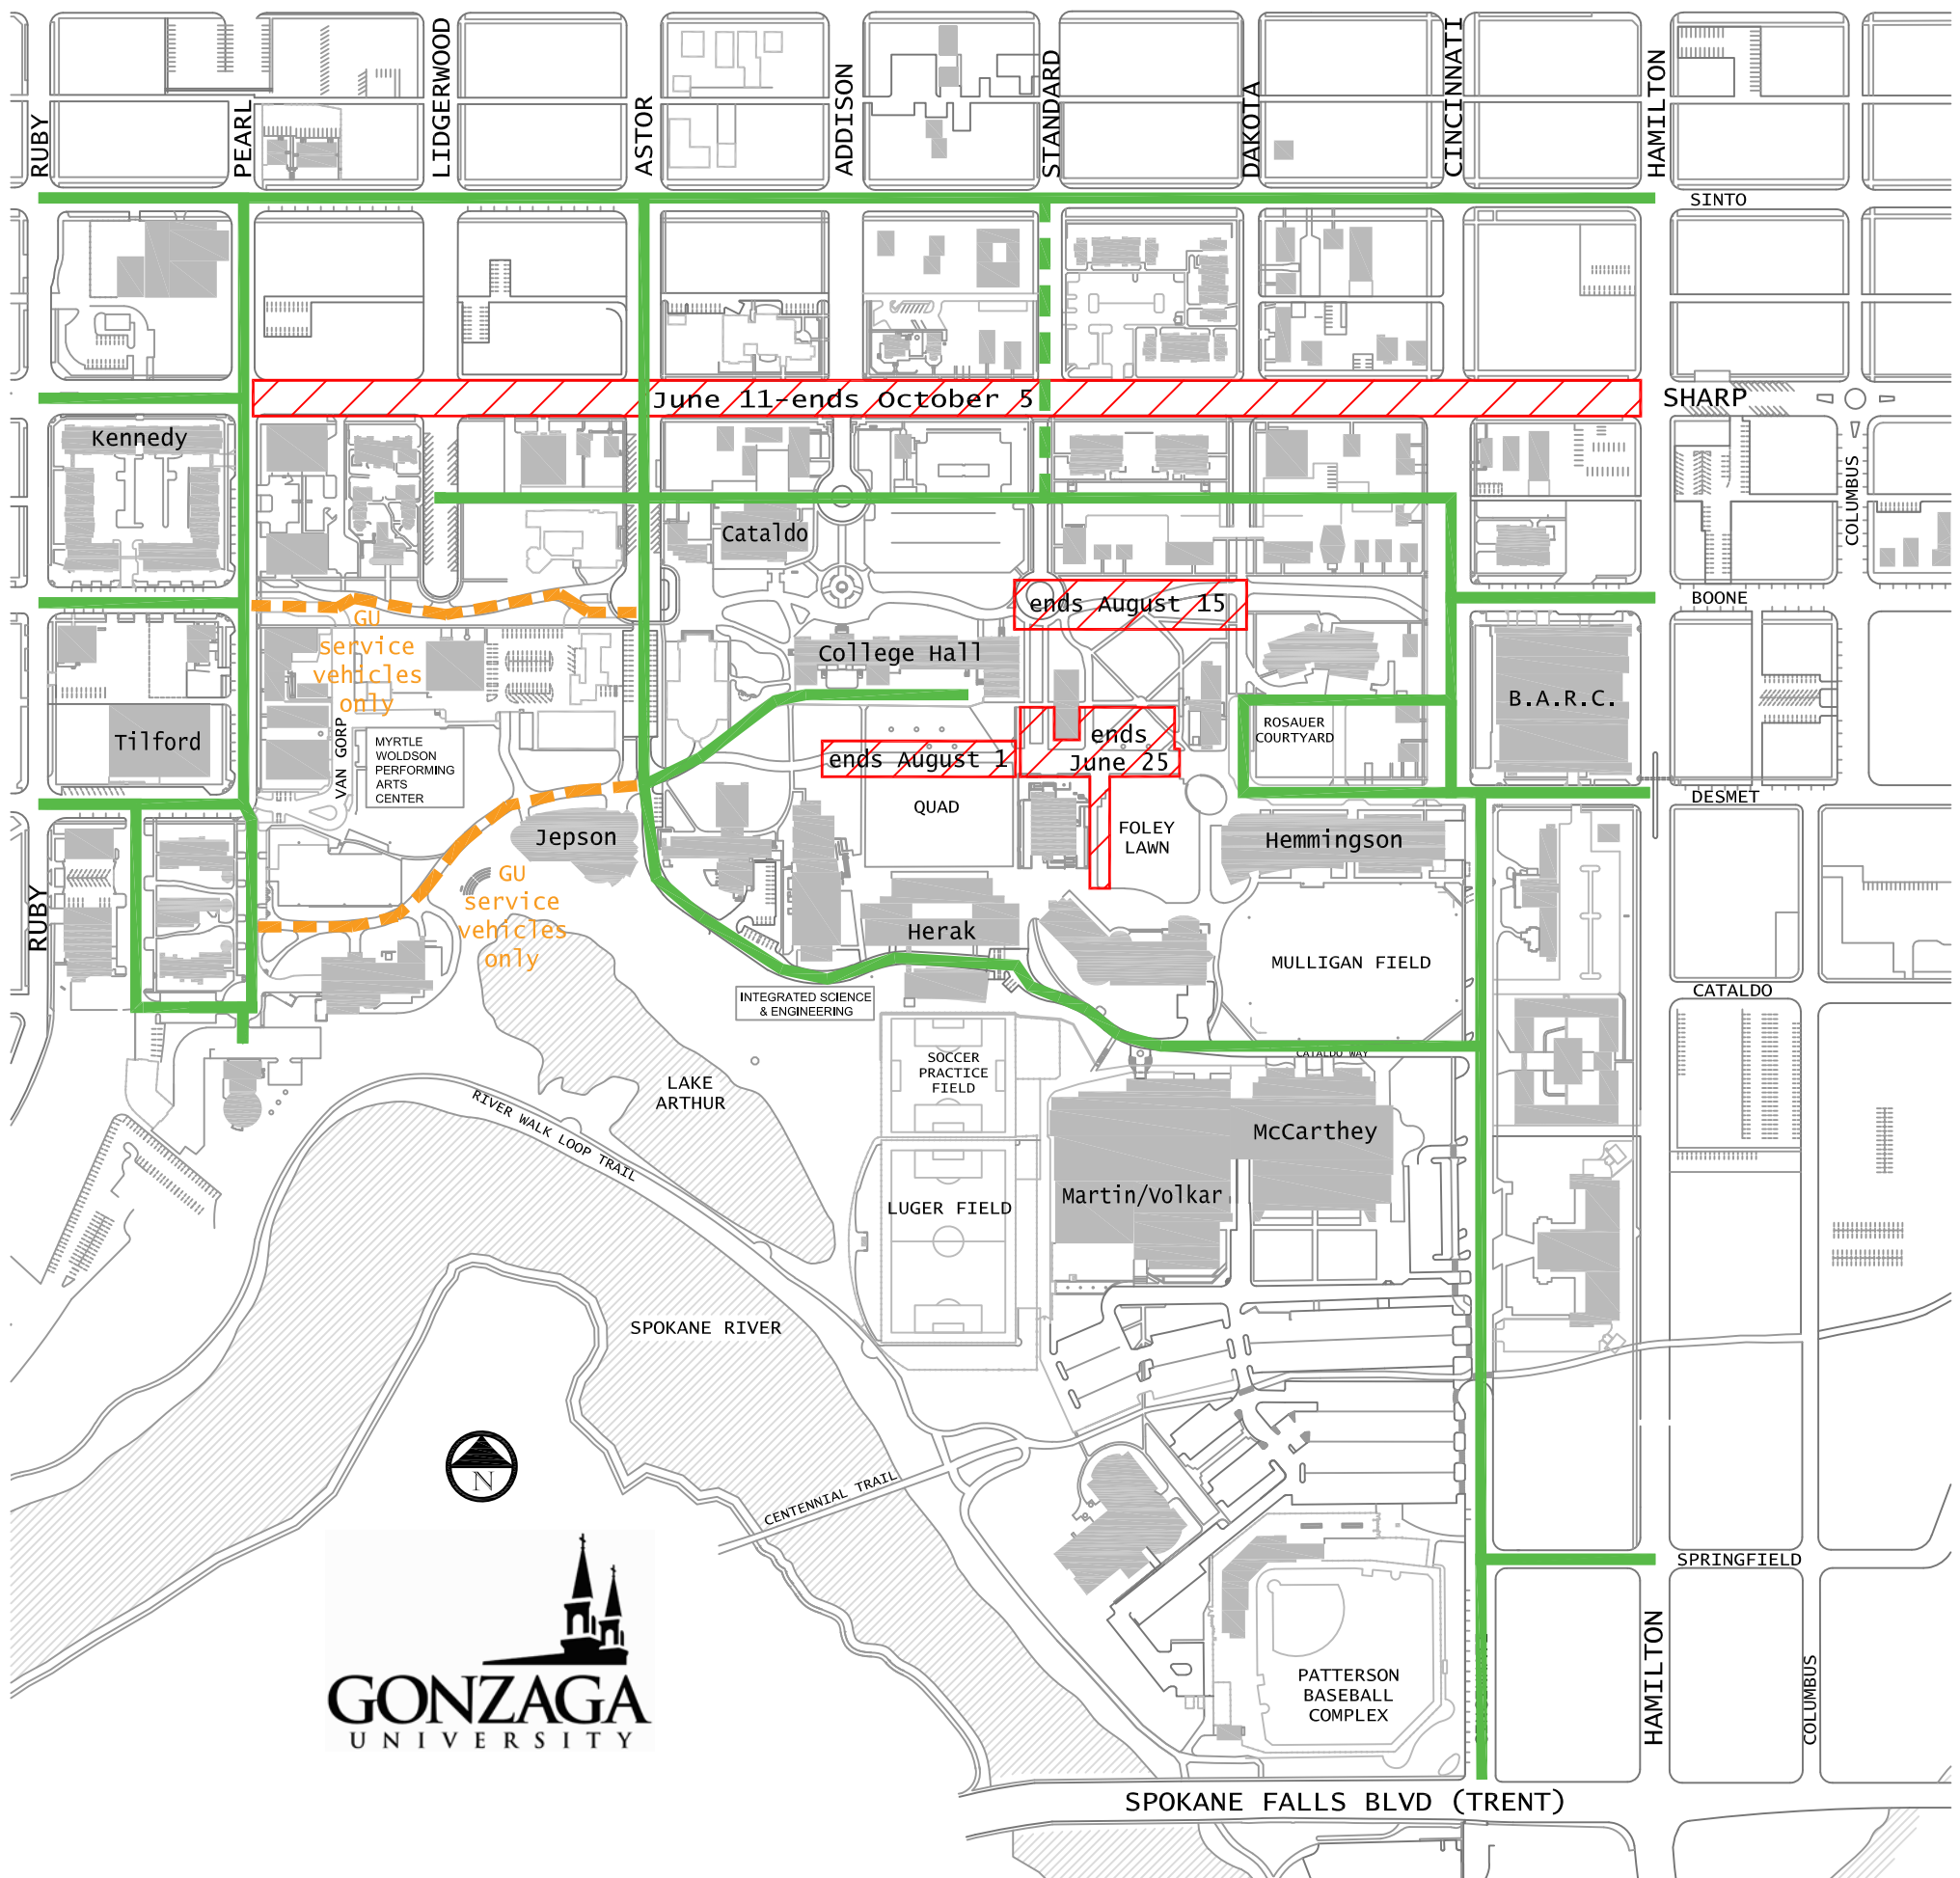 RUBY
PEARL
LIDGERWOOD
ASTOR
ADDISON
STANDARD
DAKOTA
CINCINNATI
HAMILTON
SINTO
June 11-ends October 5
SHARP
Kennedy
COLUMBUS
Cataldo
ends August 15
BOONE
GU
service
vehicles
only
College Hall
B.A.R.C.
Tilford
VAN GORP
MYRTLE
WOLDSON
PERFORMING
ARTS
CENTER
ROSAUER
COURTYARD
ends August 1
ends
June 25
DESMET
QUAD
Jepson
FOLEY
LAWN
Hemmingson
RUBY
GU
service
vehicles
only
Herak
MULLIGAN FIELD
CATALDO
INTEGRATED SCIENCE
& ENGINEERING
CATALDO WAY
SOCCER
PRACTICE
FIELD
LAKE
ARTHUR
RIVER WALK LOOP TRAIL
McCarthey
Martin/Volkar
LUGER FIELD
SPOKANE RIVER
N
CENTENNIAL TRAIL
SPRINGFIELD
GONZAGA
UNIVERSITY
PATTERSON
BASEBALL
COMPLEX
CINCINNATI
HAMILTON
COLUMBUS
SPOKANE FALLS BLVD (TRENT)